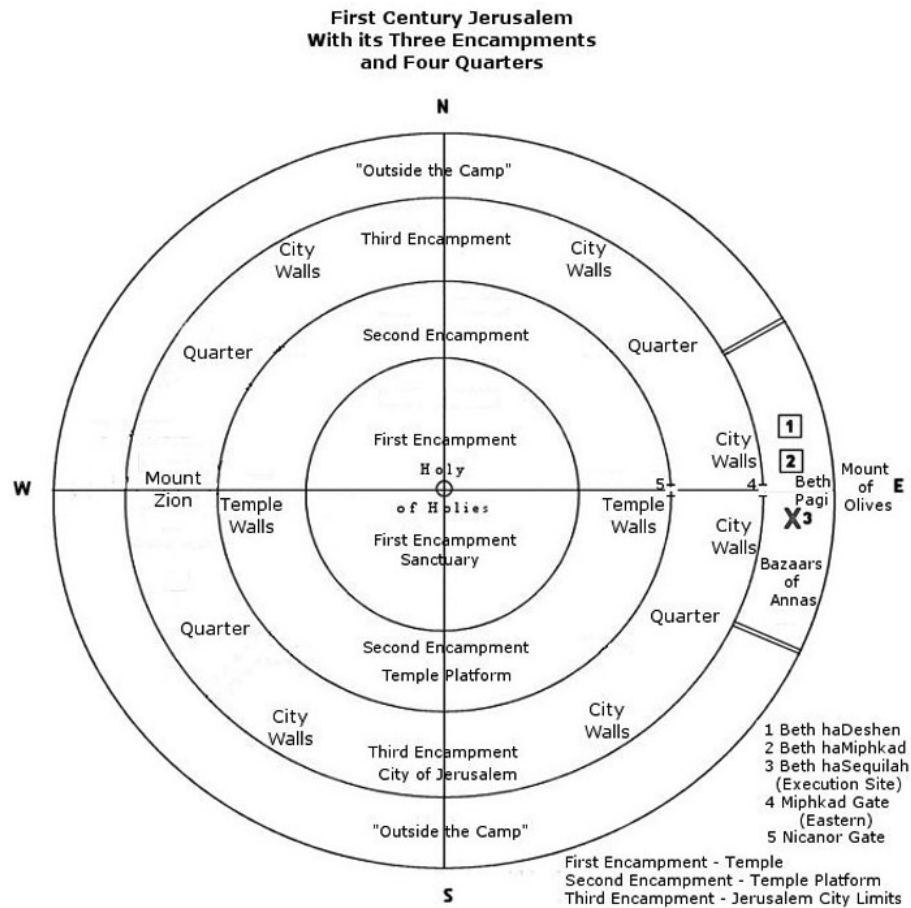 First Century Jerusalem
With its Three Encampments
and Four Quarters
N
"Outside the Camp"
Third Encampment
City
Walls
City
Walls
Second Encampment
Quarter
Quarter
First Encampment
1
City
Walls
2
Holy
W
Mount
Zion
5
4
Beth
Pagi
Mount
of
Olives
E
of Holies
Temple
Walls
Temple
Walls
X3
City
Walls
First Encampment
Sanctuary
Bazaars
of
Annas
Quarter
Quarter
Second Encampment
Temple Platform
City
Walls
City
Walls
Third Encampment
City of Jerusalem
"Outside the Camp"
S
1 Beth haDeshen
2 Beth haMiphkad
3 Beth haSequilah
(Execution Site)
4 Miphkad Gate
(Eastern)
5 Nicanor Gate
First Encampment - Temple
Second Encampment - Temple Platform
Third Encampment - Jerusalem City Limits